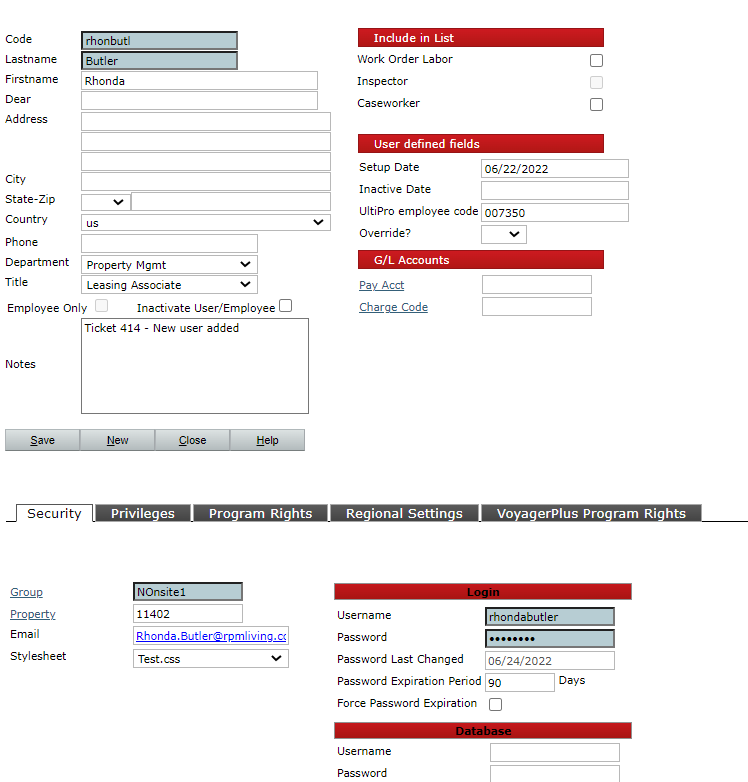 Code rhonbutl
Lastname Butler
Firstname Rhonda
Dear
Address
City
State-Zip
Country us
Phone
Department Property Mgmt
Title Leasing Associate
Employee Only Inactivate User/Employee
Notes Ticket 414 - New user added
Include in List
Work Order Labor
Inspector
Caseworker
User defined fields
Setup Date 06/22/2022
Inactive Date
UltiPro employee code 007350
Override?
G/L Accounts
Pay Acct
Charge Code
Save New Close Help
Security Privileges Program Rights Regional Settings VoyagerPlus Program Rights
Group NOnsite1
Property 11402
Email Rhonda.Butler@rpmliving.co
Stylesheet Test.css
Login
Username rhondabutler
Password ••••••••
Password Last Changed 06/24/2022
Password Expiration Period 90 Days
Force Password Expiration
Database
Username
Password